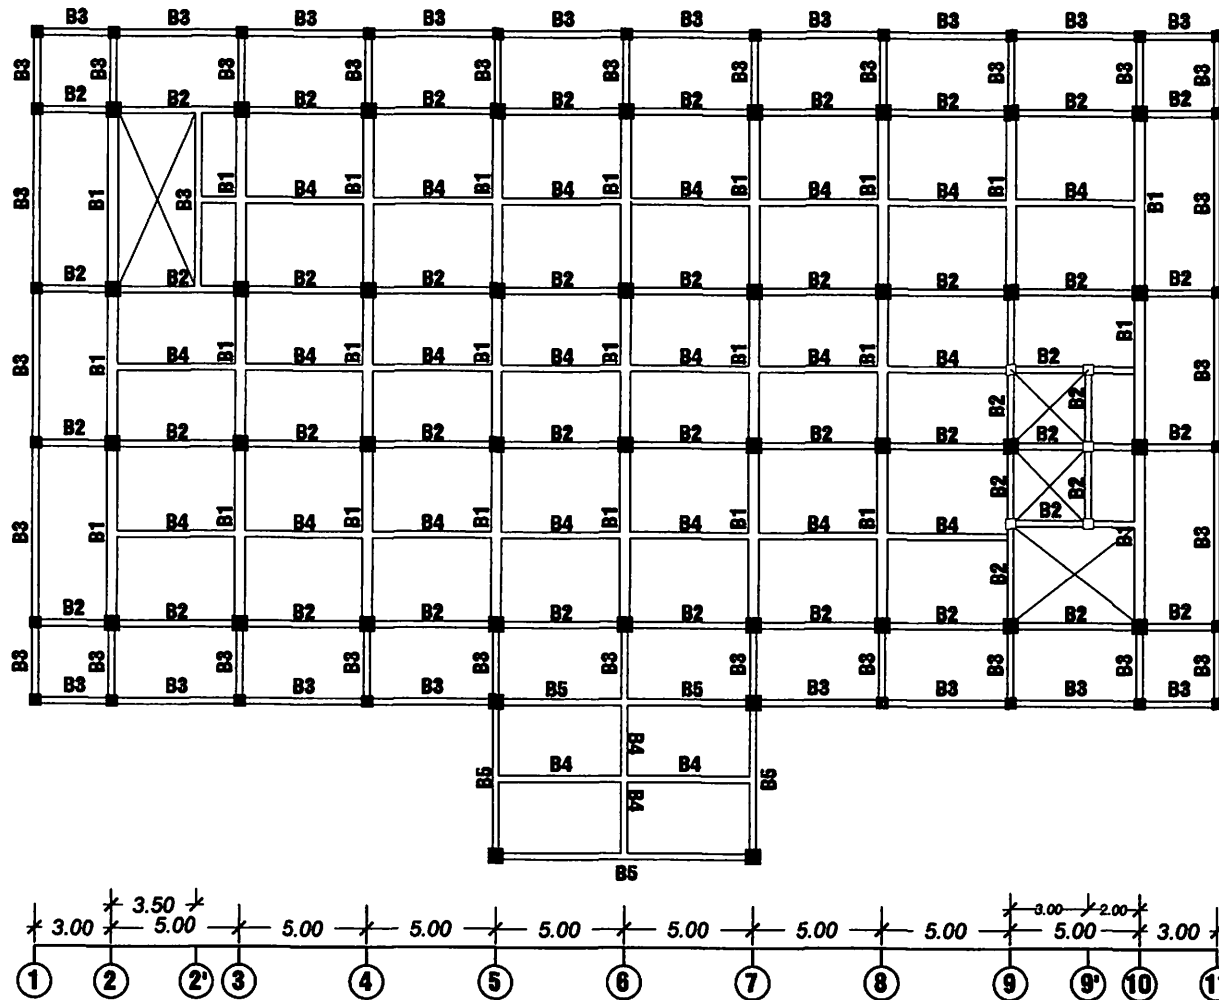 B3 B3 B3 B3 B3 B3 B3 B3 B3 B3
B3 B3 B3 B3 B3 B3 B3 B3 B3 B3 B3
B2 B2 B2 B2 B2 B2 B2 B2 B2 B2
B3 B1 B3 B1 B4 B1 B4 B1 B4 B1 B4 B1 B4 B1 B4 B1 B4 B1 B3
B2 B2 B2 B2 B2 B2 B2 B2 B2 B2
B3 B1 B4 B1 B4 B1 B4 B1 B4 B1 B4 B1 B4 B1 B4 B2 B1 B3
B2 B2
B2 B2 B2 B2 B2 B2 B2 B2 B2 B2
B2 B2
B3 B1 B4 B1 B4 B1 B4 B1 B4 B1 B4 B1 B4 B1 B4 B2 B3 B3
B2
B2 B2 B2 B2 B2 B2 B2 B2 B2 B2
B3 B3 B3 B3 B3 B3 B3 B3 B3 B3 B3
B3 B3 B3 B3 B5 B5 B3 B3 B3 B3
B4
B5 B4 B4 B5
B4
B5
3.50 3.00 2.00
3.00 5.00 5.00 5.00 5.00 5.00 5.00 5.00 5.00 3.00
1 2 2' 3 4 5 6 7 8 9 9' 10